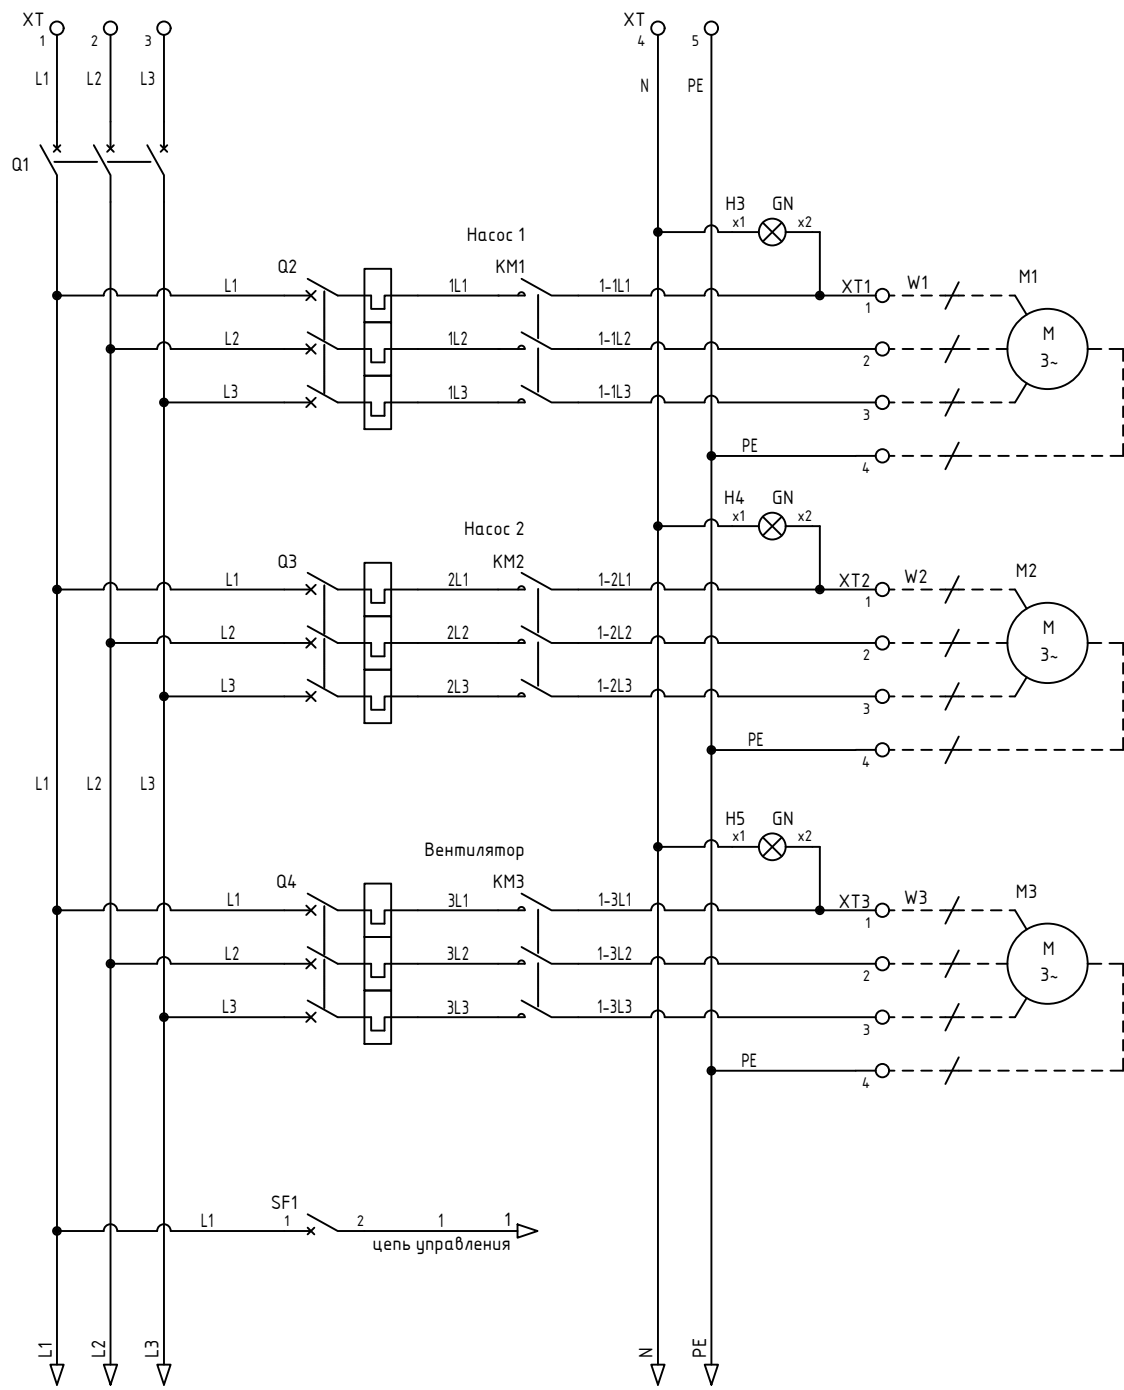 XT XT
1 2 3 4 5
L1 L2 L3 N PE
Q1
H3 GN
x1 x2
Насос 1
Q2 KM1 M1
L1 1L1 1-1L1 XT1 W1
1
M
3~
L2 1L2 1-1L2
2
L3 1L3 1-1L3
3
PE
4
H4 GN
x1 x2
Насос 2
Q3 KM2 M2
L1 2L1 1-2L1 XT2 W2
1
M
3~
L2 2L2 1-2L2
2
L3 2L3 1-2L3
3
PE
4
L1 L2 L3
H5 GN
x1 x2
Вентилятор
Q4 KM3 M3
L1 3L1 1-3L1 XT3 W3
1
M
3~
L2 3L2 1-3L2
2
L3 3L3 1-3L3
3
PE
4
SF1
L1 1 2 1 1
цепь управления
L1 L2 L3 N PE